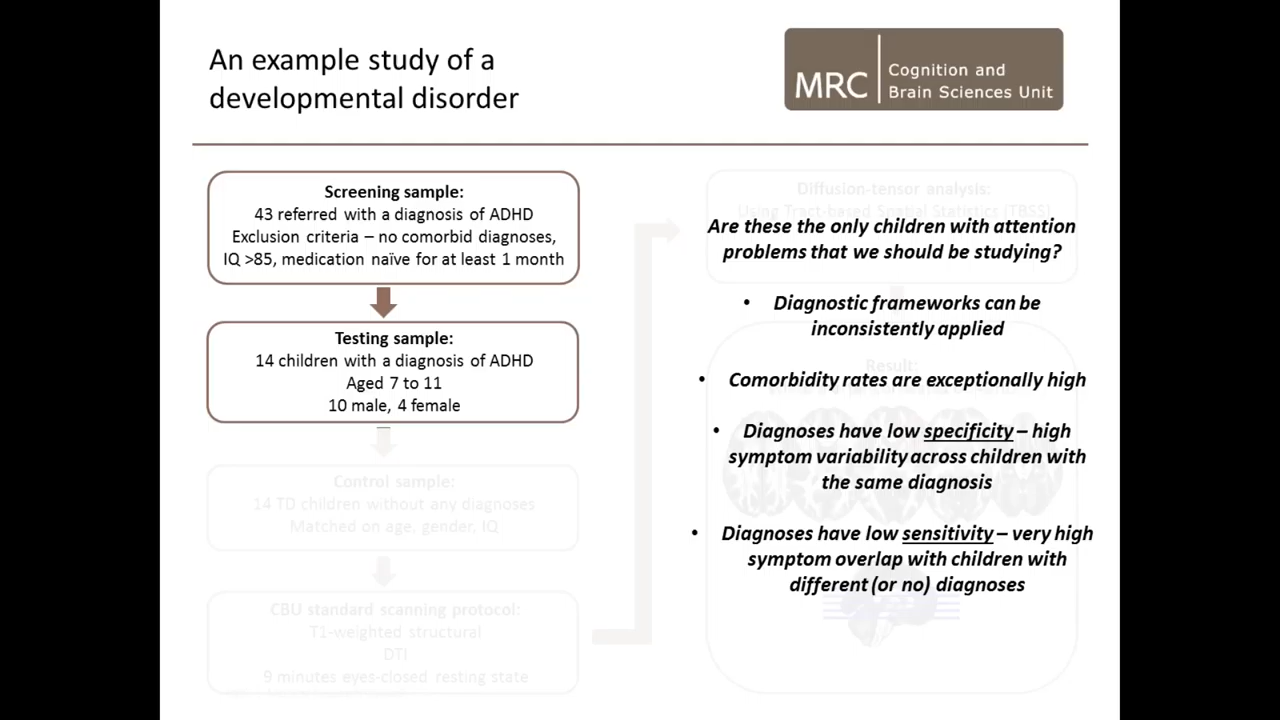 An example study of a
developmental disorder
MRC
Cognition and
Brain Sciences Unit
Screening sample:
43 referred with a diagnosis of ADHD
Exclusion criteria – no comorbid diagnoses,
IQ >85, medication naïve for at least 1 month
Testing sample:
14 children with a diagnosis of ADHD
Aged 7 to 11
10 male, 4 female
Control sample:
14 TD children without any diagnoses
Matched on age, gender, IQ
CBU standard scanning protocol:
T1-weighted structural
DTI
9 minutes eyes-closed resting state
Diffusion-tensor analysis:
Using Tract-based Spatial Statistics (TBSS)
Are these the only children with attention
problems that we should be studying?
• Diagnostic frameworks can be
inconsistently applied
Result:
• Comorbidity rates are exceptionally high
• Diagnoses have low specificity – high
symptom variability across children with
the same diagnosis
• Diagnoses have low sensitivity – very high
symptom overlap with children with
different (or no) diagnoses